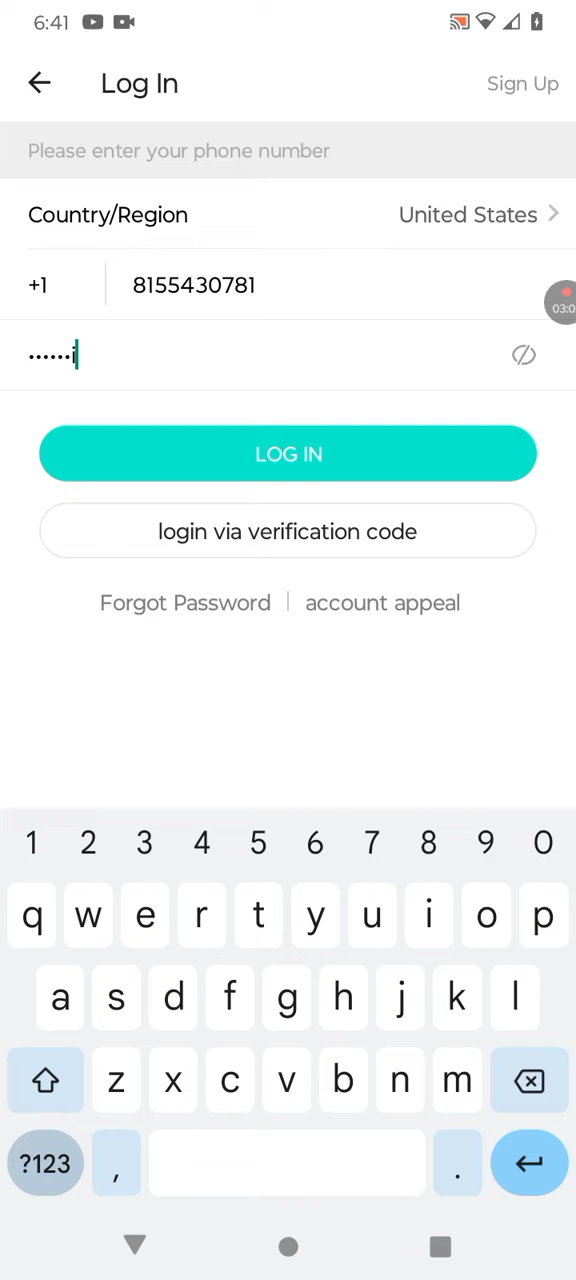 6:41
Log In
Sign Up
Please enter your phone number
Country/Region
United States
+1
8155430781
03:0
••••••i
LOG IN
login via verification code
Forgot Password
account appeal
1 2 3 4 5 6 7 8 9 0
q w e r t y u i o p
a s d f g h j k l
z x c v b n m
?123 , .